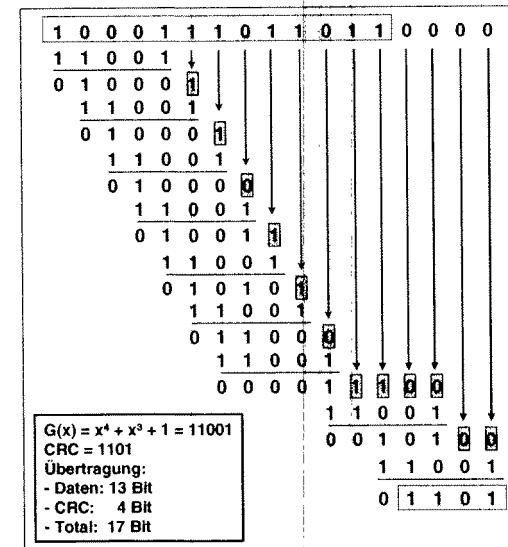 1 0 0 0 1 1 1 0 1 1 0 1 1 0 0 0 0
1 1 0 0 1
0 1 0 0 0 1
1 1 0 0 1
0 1 0 0 0 1
1 1 0 0 1
0 1 0 0 0 0
1 1 0 0 1
0 1 0 0 1 1
1 1 0 0 1
0 1 0 1 0 1
1 1 0 0 1
0 1 1 0 0 0
1 1 0 0 1
0 0 0 0 1 1 1 0 0
1 1 0 0 1
0 0 1 0 1 0 0
1 1 0 0 1
0 1 1 0 1
G(x) = x⁴ + x³ + 1 = 11001
CRC = 1101
Übertragung:
- Daten: 13 Bit
- CRC: 4 Bit
- Total: 17 Bit